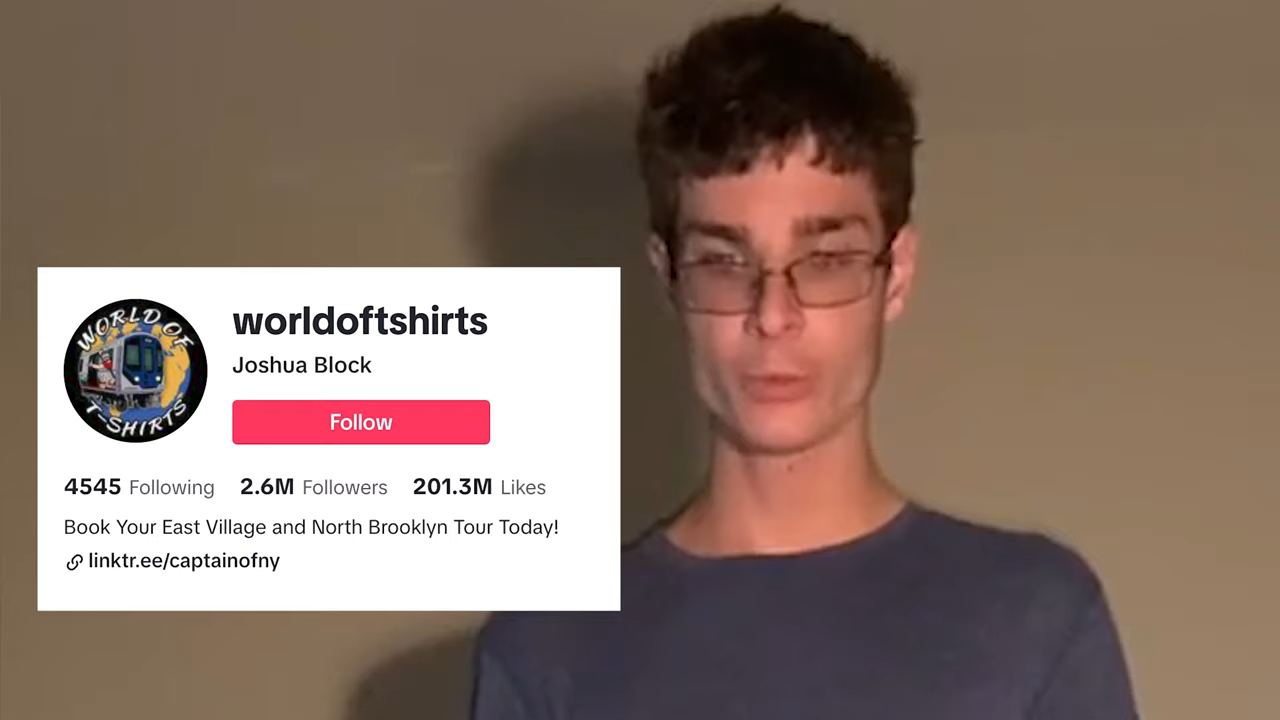 WORLD OF
T-SHIRTS
worldoftshirts
Joshua Block
Follow
4545 Following 2.6M Followers 201.3M Likes
Book Your East Village and North Brooklyn Tour Today!
linktr.ee/captainofny